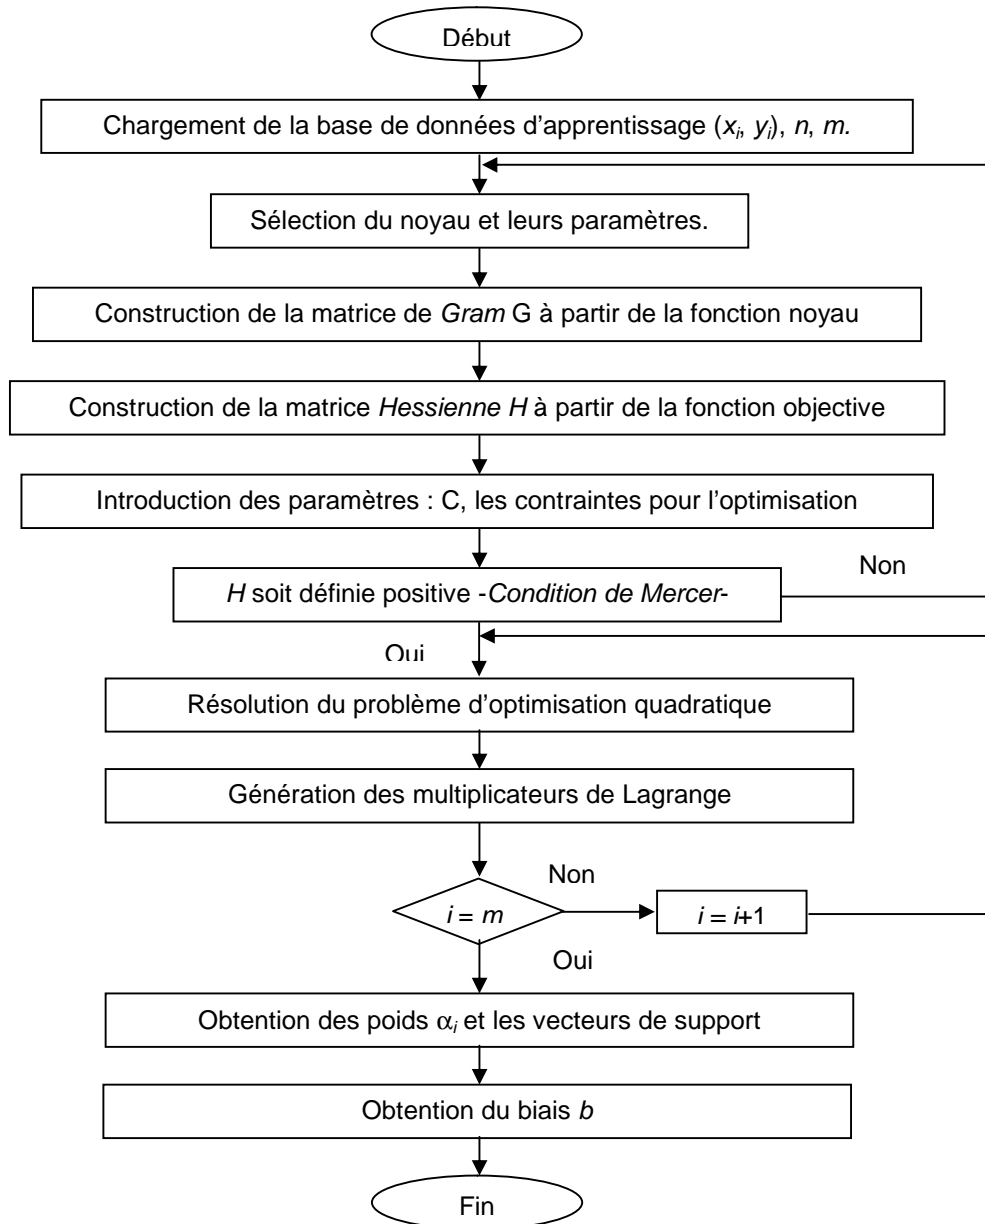 Début
Chargement de la base de données d’apprentissage (xi, yi), n, m.
Sélection du noyau et leurs paramètres.
Construction de la matrice de Gram G à partir de la fonction noyau
Construction de la matrice Hessienne H à partir de la fonction objective
Introduction des paramètres : C, les contraintes pour l’optimisation
Non
H soit définie positive -Condition de Mercer-
Oui
Résolution du problème d’optimisation quadratique
Génération des multiplicateurs de Lagrange
Non
i = m
i = i+1
Oui
Obtention des poids αi et les vecteurs de support
Obtention du biais b
Fin